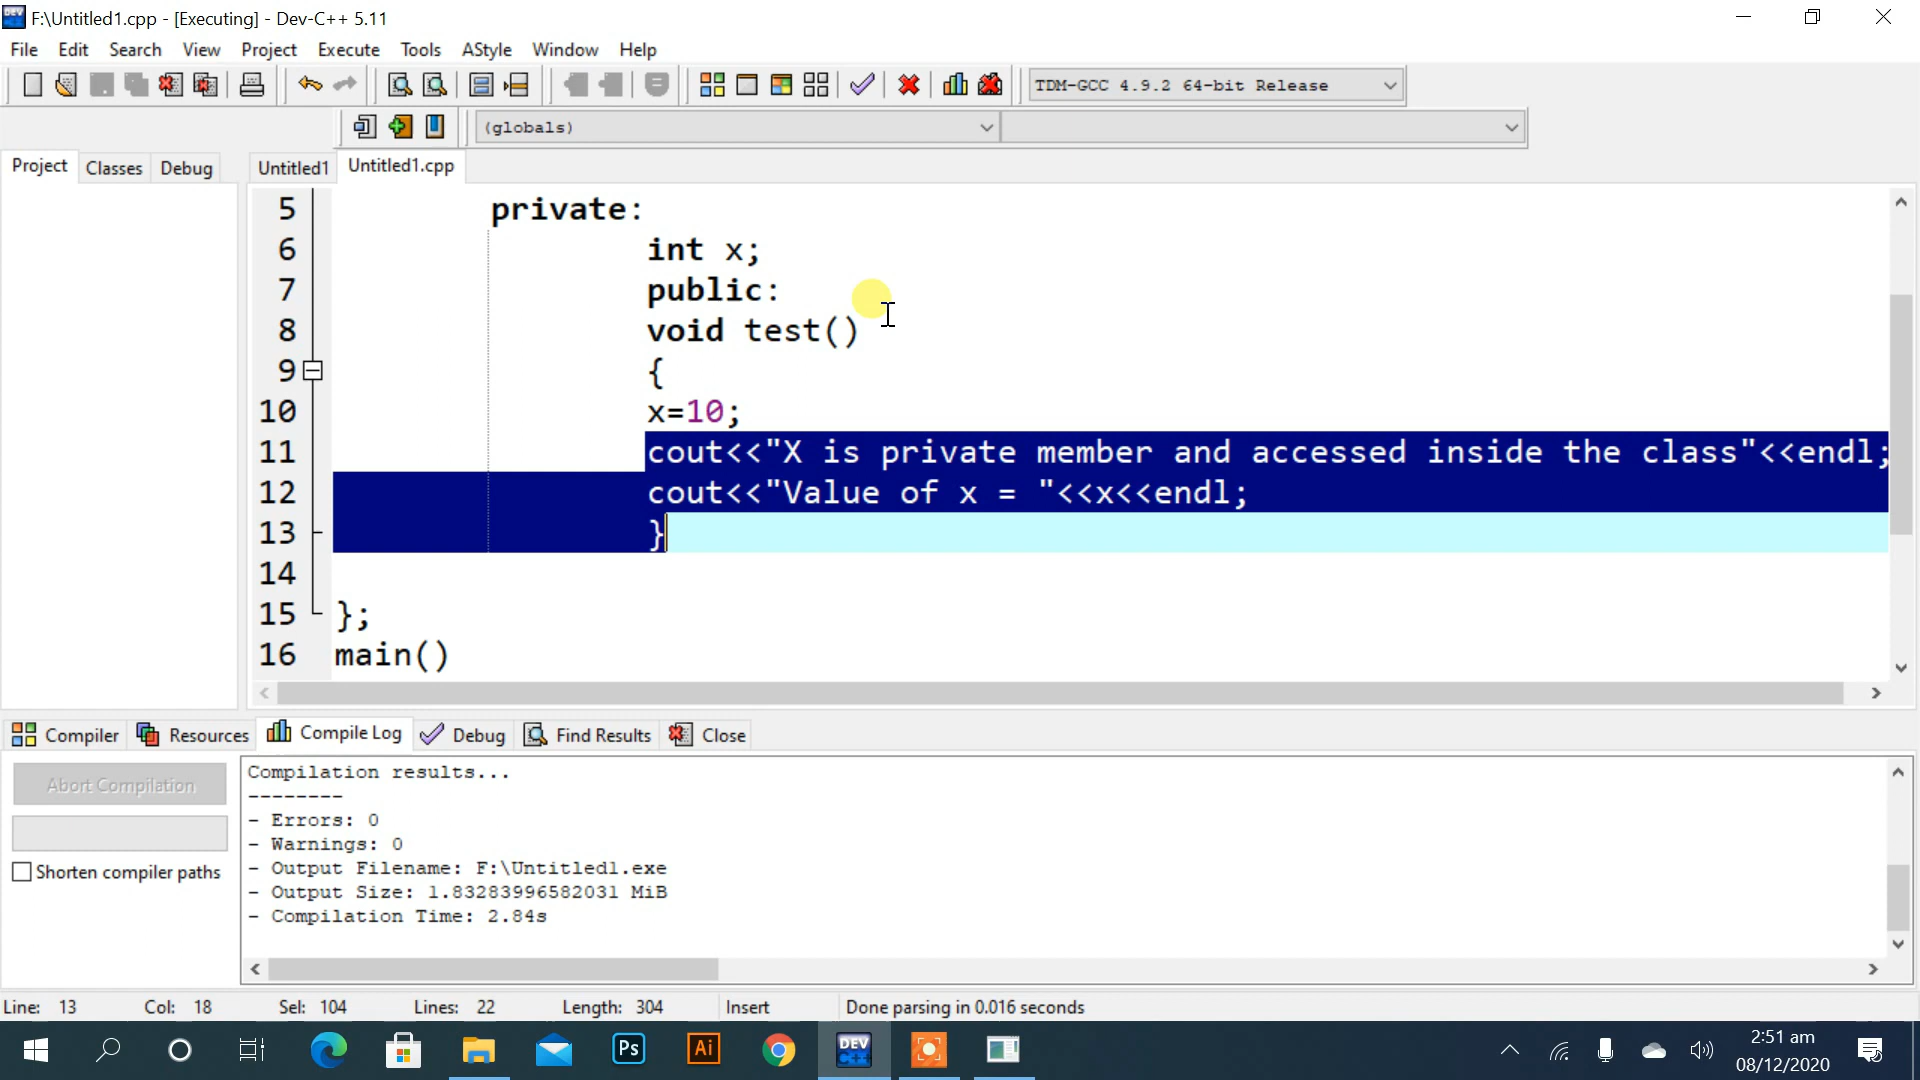 F:\Untitled1.cpp - [Executing] - Dev-C++ 5.11
File Edit Search View Project Execute Tools AStyle Window Help
TDM-GCC 4.9.2 64-bit Release
(globals)
Project Classes Debug Untitled1 Untitled1.cpp
5 private:
6 int x;
7 public:
8 void test()
9 {
10 x=10;
11 cout<<"X is private member and accessed inside the class"<<endl;
12 cout<<"Value of x = "<<x<<endl;
13 }
14
15 };
16 main()
Compiler Resources Compile Log Debug Find Results Close
Abort Compilation
Shorten compiler paths
Compilation results...
--------
- Errors: 0
- Warnings: 0
- Output Filename: F:\Untitled1.exe
- Output Size: 1.83283996582031 MiB
- Compilation Time: 2.84s
Line: 13 Col: 18 Sel: 104 Lines: 22 Length: 304 Insert Done parsing in 0.016 seconds
Ps Ai DEV C++
2:51 am
08/12/2020